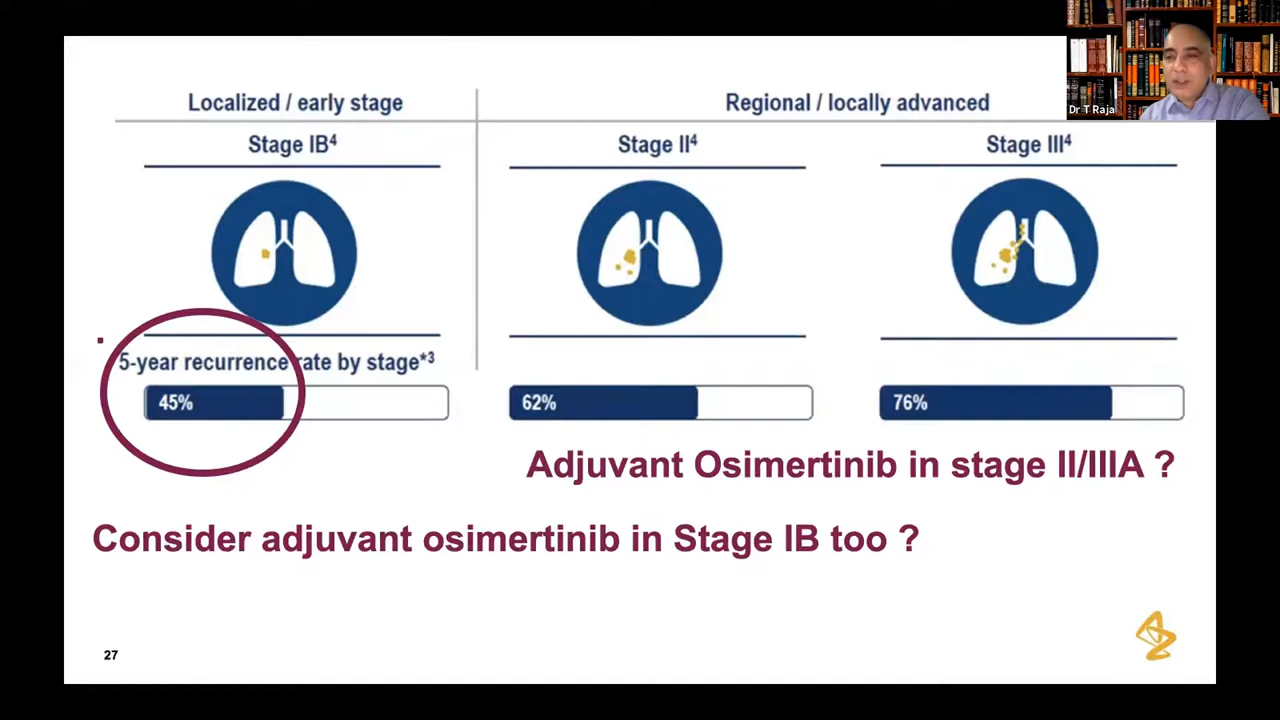 Dr T Raja
Localized / early stage
Regional / locally advanced
Stage IB⁴
Stage II⁴
Stage III⁴
5-year recurrence rate by stage*³
45%
62%
76%
Adjuvant Osimertinib in stage II/IIIA ?
Consider adjuvant osimertinib in Stage IB too ?
27